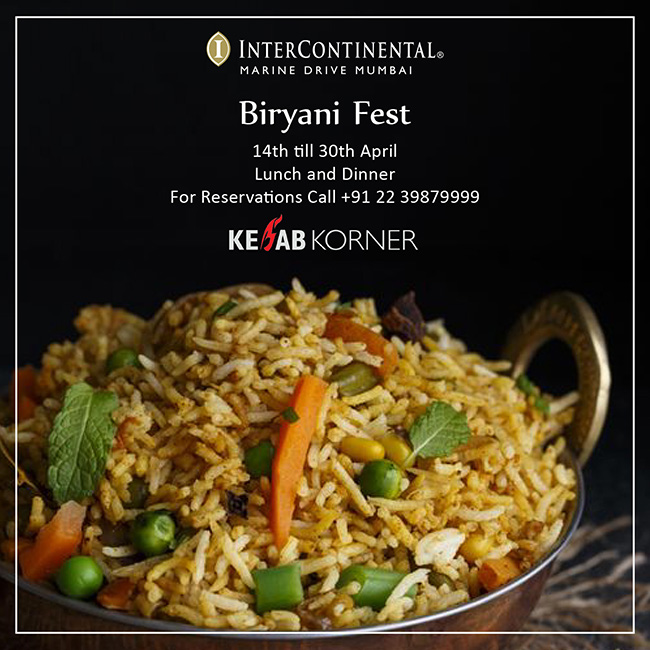 INTERCONTINENTAL®
MARINE DRIVE MUMBAI
Biryani Fest
14th till 30th April
Lunch and Dinner
For Reservations Call +91 22 39879999
KEBAB KORNER